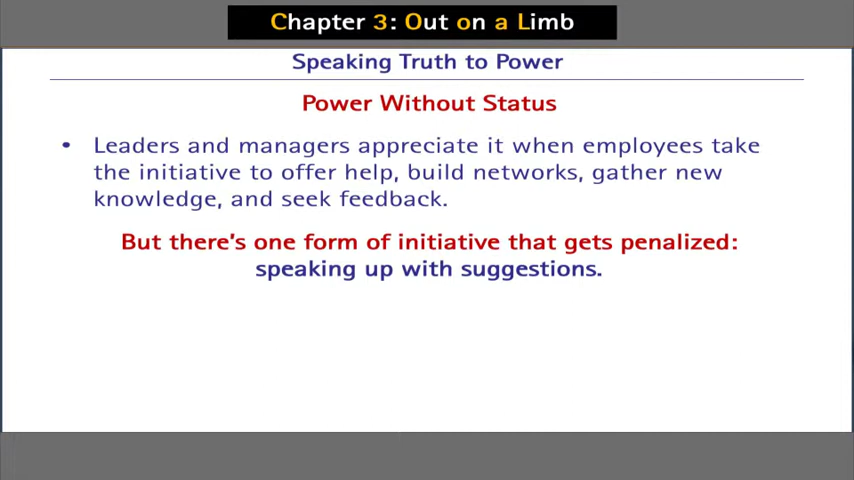 Chapter 3: Out on a Limb
Speaking Truth to Power
Power Without Status
• Leaders and managers appreciate it when employees take
the initiative to offer help, build networks, gather new
knowledge, and seek feedback.
But there's one form of initiative that gets penalized:
speaking up with suggestions.